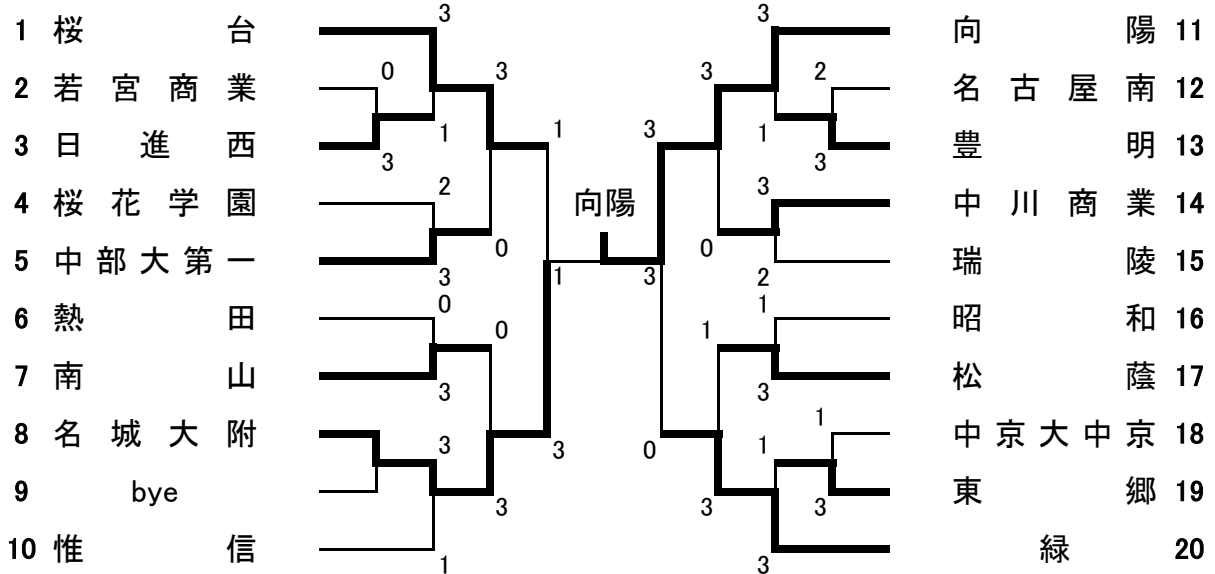 3 3
1 桜台 向陽 11
0 3 3 2
2 若宮商業 名古屋南 12
1 1 3 1
3 日進西 豊明 13
3 2 3 3
4 桜花学園 向陽 中川商業 14
0 0
5 中部大第一 瑞陵 15
3 1 3 2
0 1
6 熱田 昭和 16
0 1
7 南山 松蔭 17
3 3
1
8 名城大附 中京大中京 18
3 3 0 1
9 bye 東郷 19
3 3 3
10 惟信 緑 20
1 3